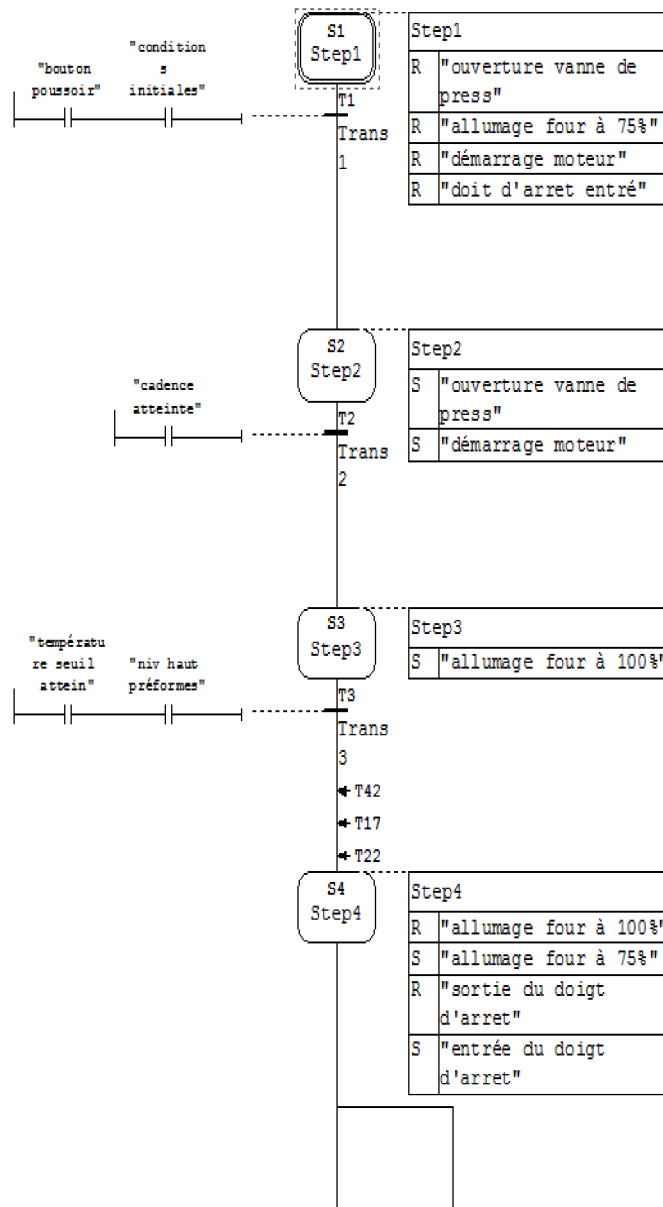 S1
Step1
Step1
R "ouverture vanne de
press"
R "allumage four à 75%"
R "démarrage moteur"
R "doit d'arret entré"
"bouton
poussoir"
"condition
s
initiales"
T1
Trans
1
S2
Step2
Step2
S "ouverture vanne de
press"
S "démarrage moteur"
"cadence
atteinte"
T2
Trans
2
S3
Step3
Step3
S "allumage four à 100%"
"températu
re seuil
attein"
"niv haut
préformes"
T3
Trans
3
T42
T17
T22
S4
Step4
Step4
R "allumage four à 100%"
S "allumage four à 75%"
R "sortie du doigt
d'arret"
S "entrée du doigt
d'arret"